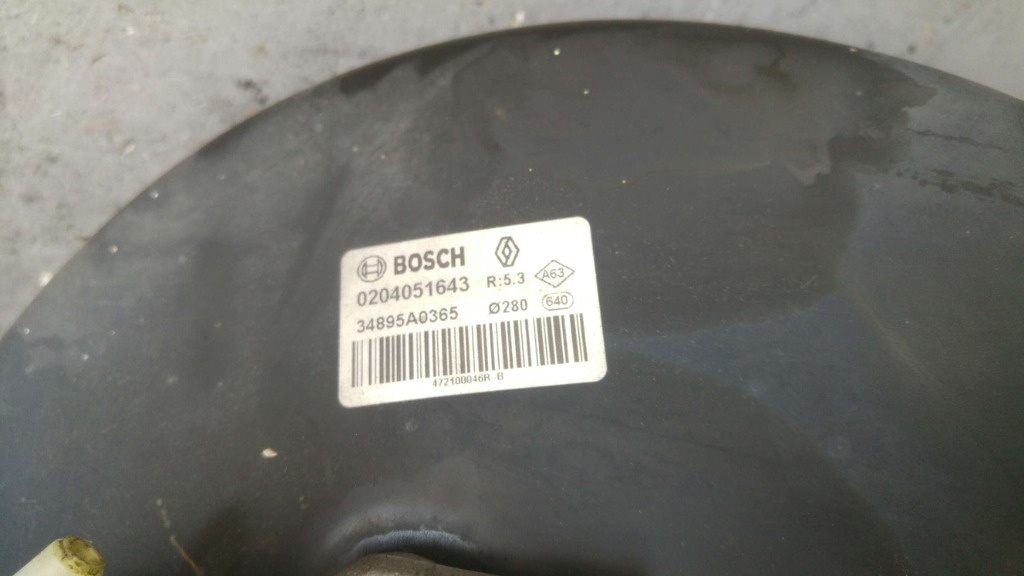 BOSCH
0204051643 R:5.3 A63
34895A0365 Ø280 640
472100046R-B